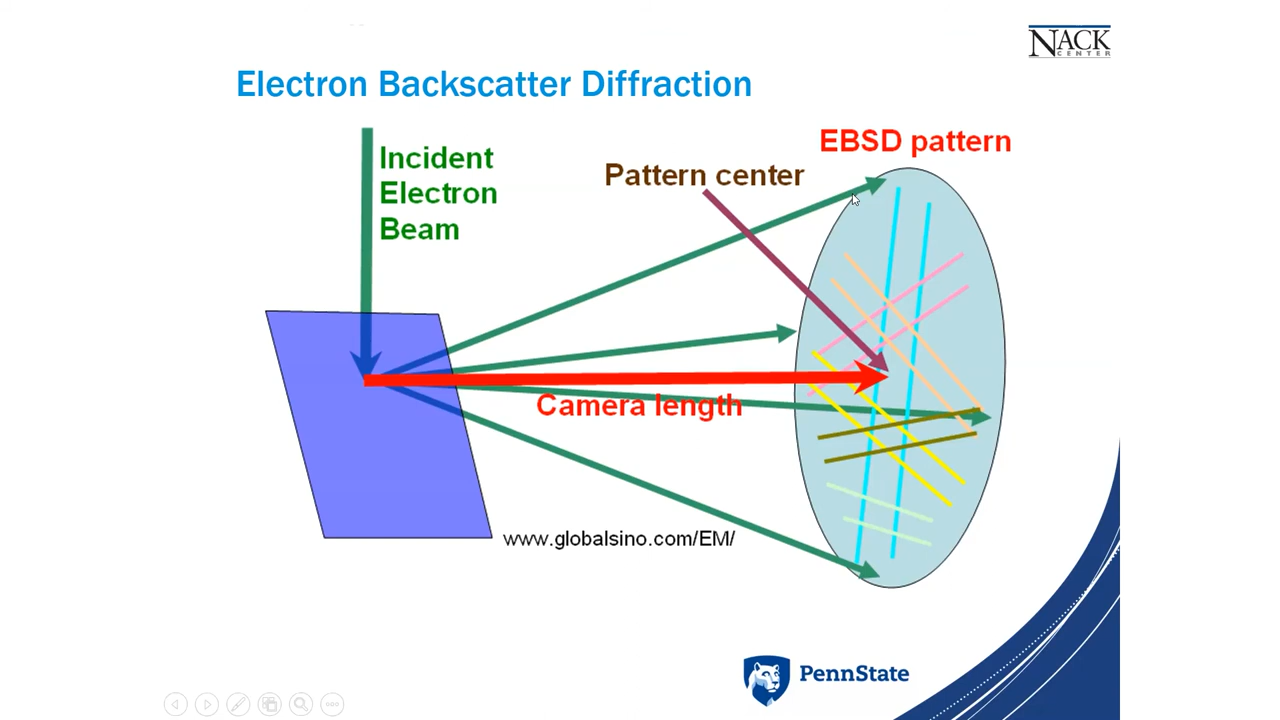 NACK
CENTER
Electron Backscatter Diffraction
EBSD pattern
Incident
Electron
Beam
Pattern center
Camera length
www.globalsino.com/EM/
PennState